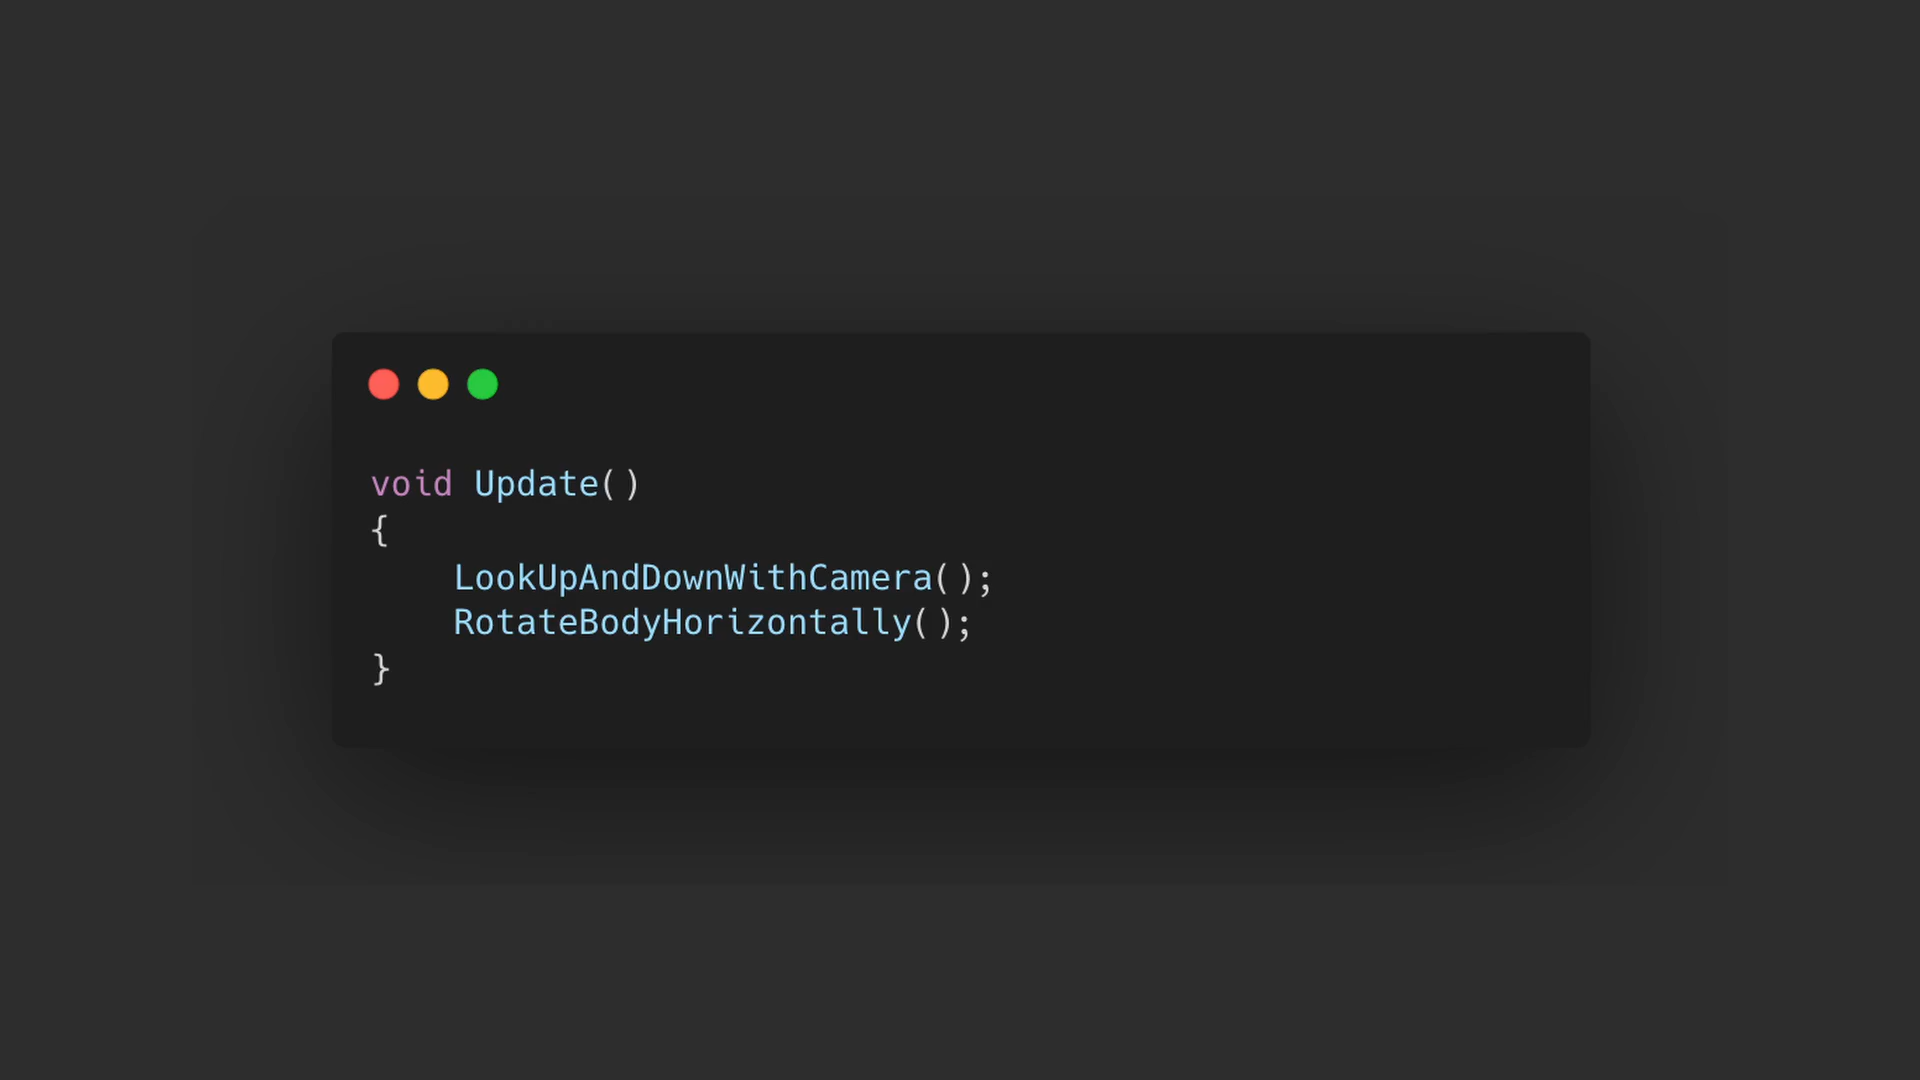 void Update()
{
    LookUpAndDownWithCamera();
    RotateBodyHorizontally();
}